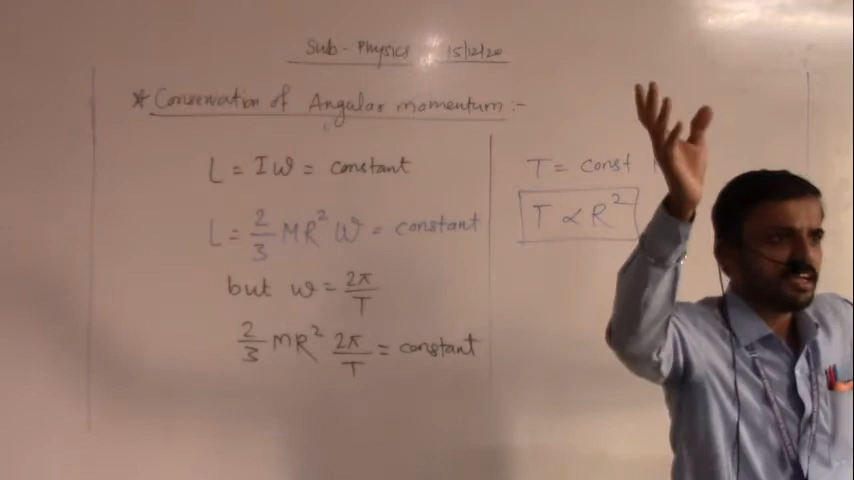 Sub - Physics 15/12/20
* Conservation of Angular momentum :-
L = Iω = constant
L = 2/3 MR² ω = constant
but ω = 2π/T
2/3 MR² 2π/T = constant
T = const
T ∝ R²